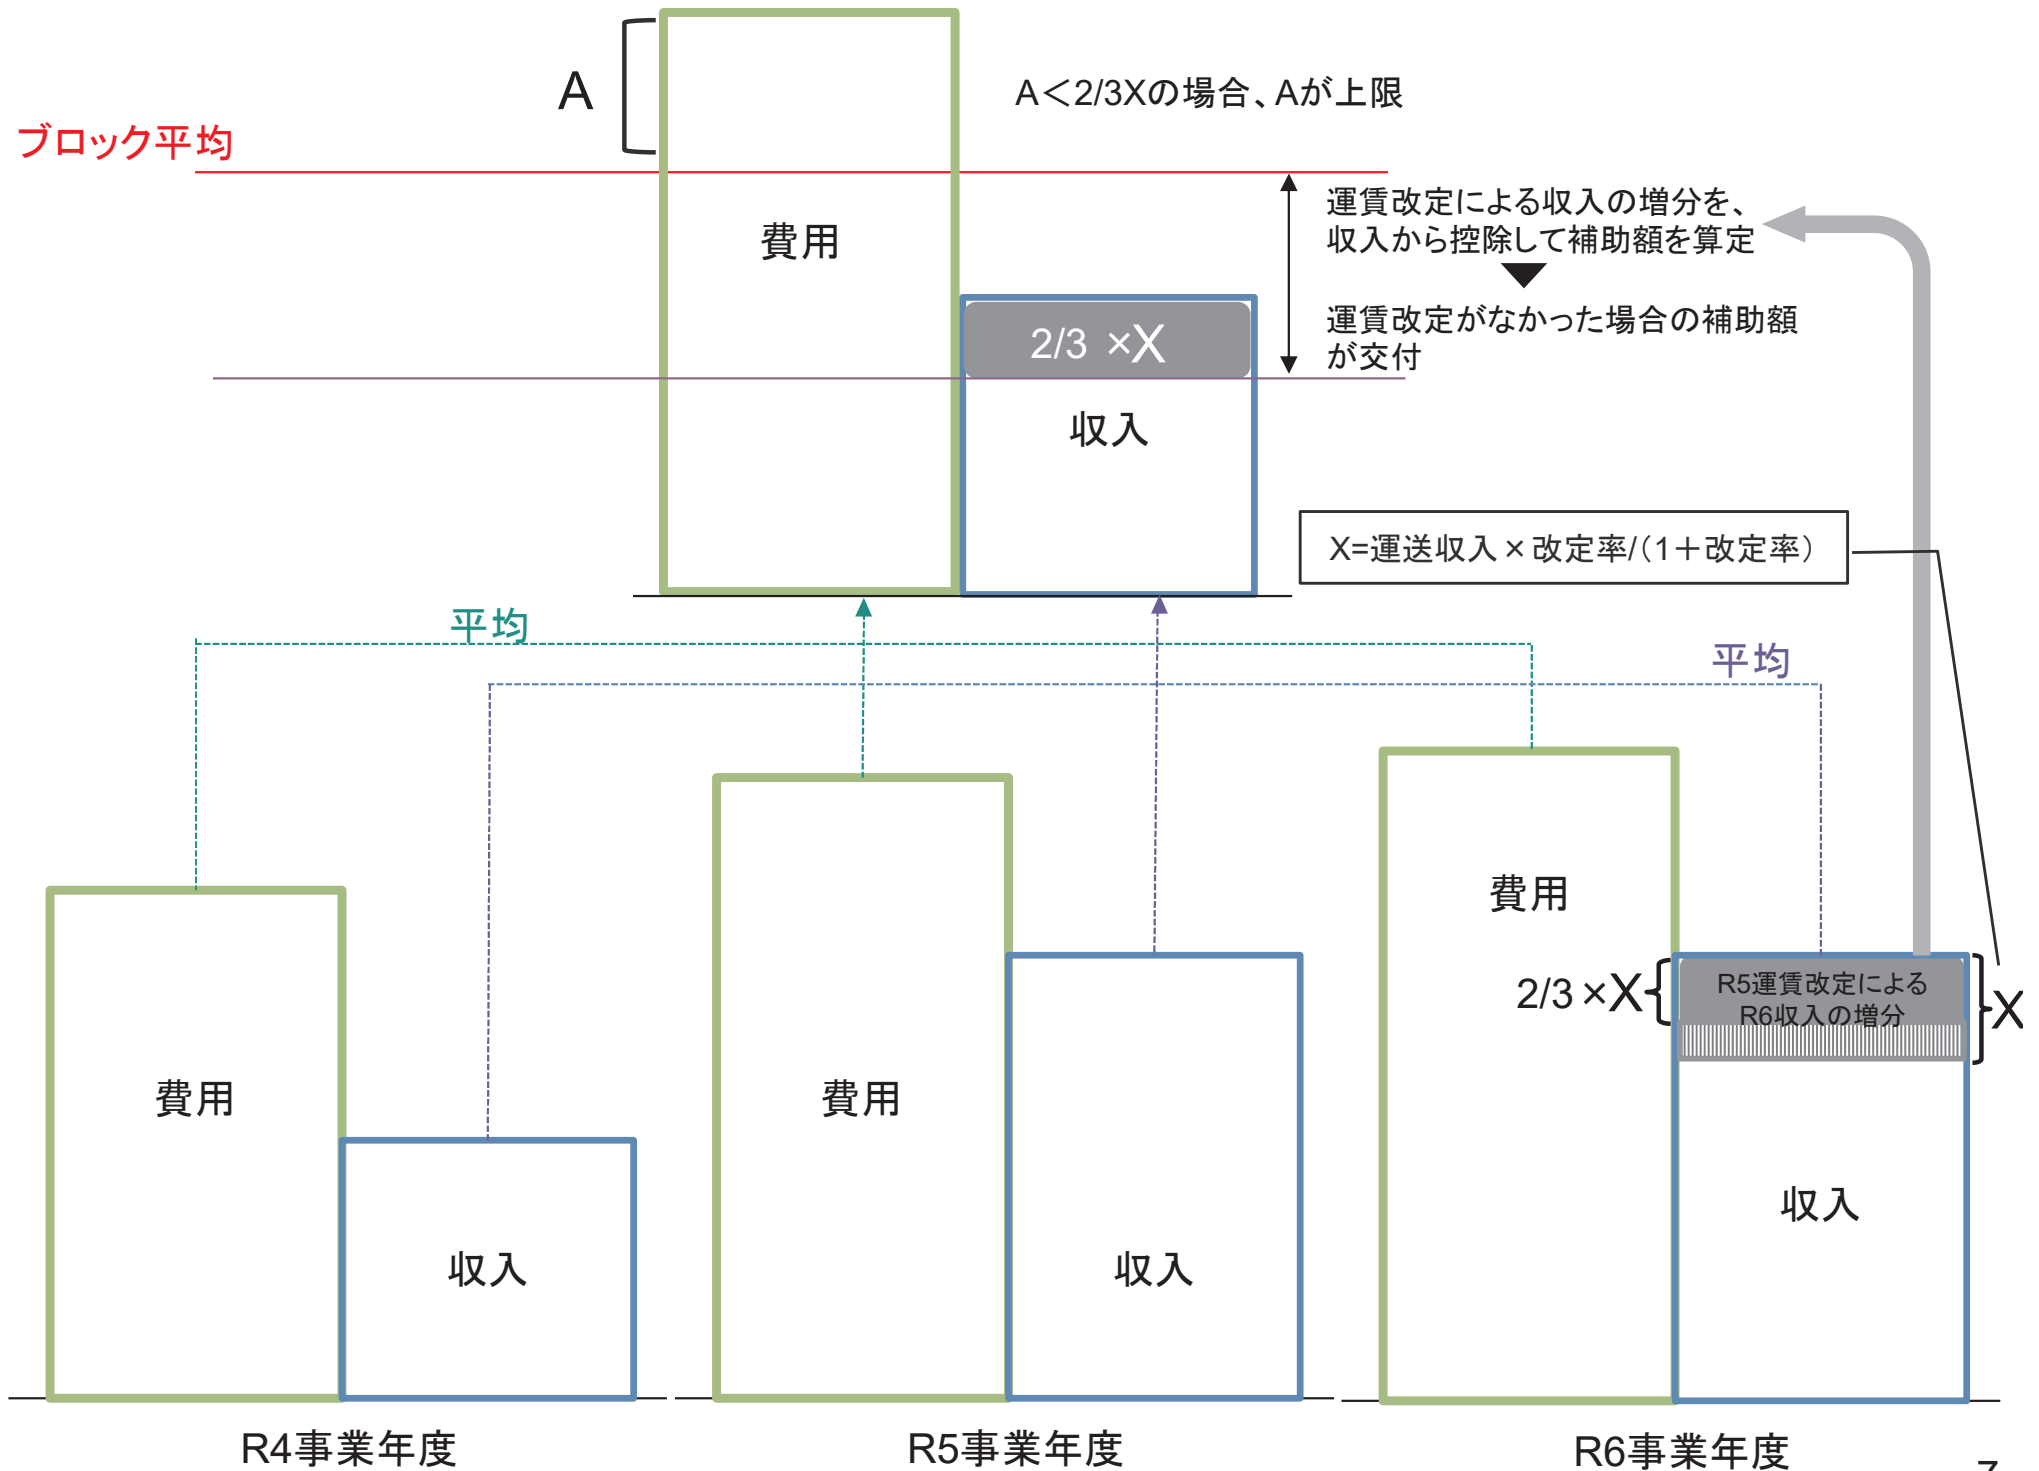 A
A＜2/3Xの場合、Aが上限
ブロック平均
費用
運賃改定による収入の増分を、
収入から控除して補助額を算定
運賃改定がなかった場合の補助額
が交付
2/3 ×X
収入
X=運送収入×改定率/(1＋改定率)
平均
平均
費用
収入
費用
収入
費用
2/3 ×X
R5運賃改定による
R6収入の増分
X
収入
R4事業年度
R5事業年度
R6事業年度